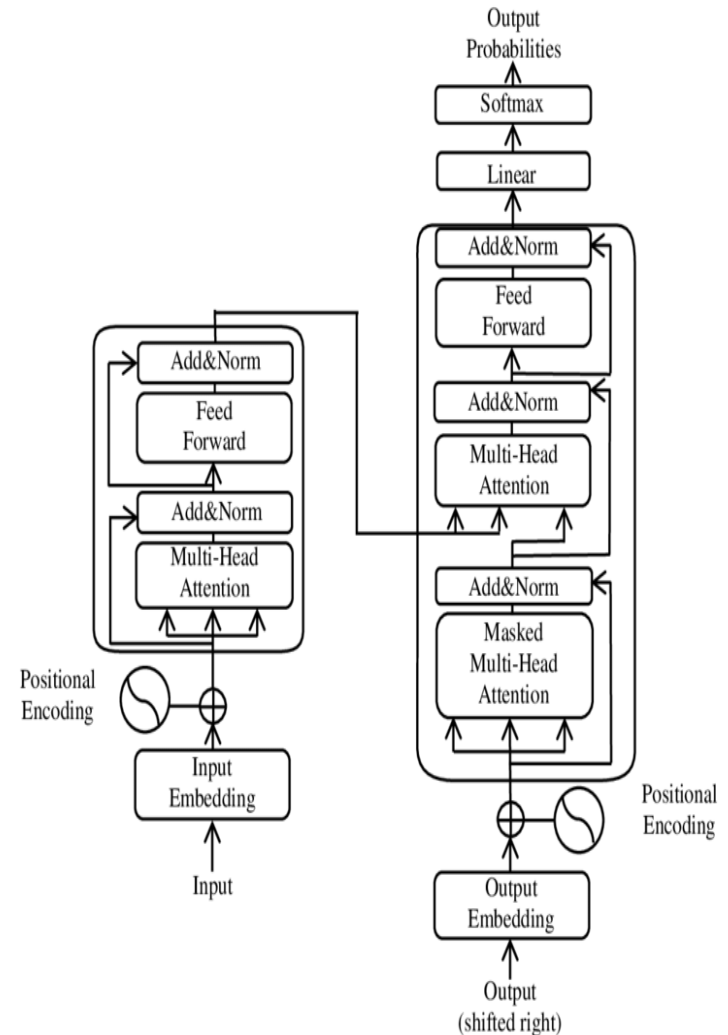 Output
Probabilities
Softmax
Linear
Add&Norm
Feed
Forward
Add&Norm
Multi-Head
Attention
Add&Norm
Masked
Multi-Head
Attention
Positional
Encoding
Output
Embedding
Output
(shifted right)
Add&Norm
Feed
Forward
Add&Norm
Multi-Head
Attention
Positional
Encoding
Input
Embedding
Input